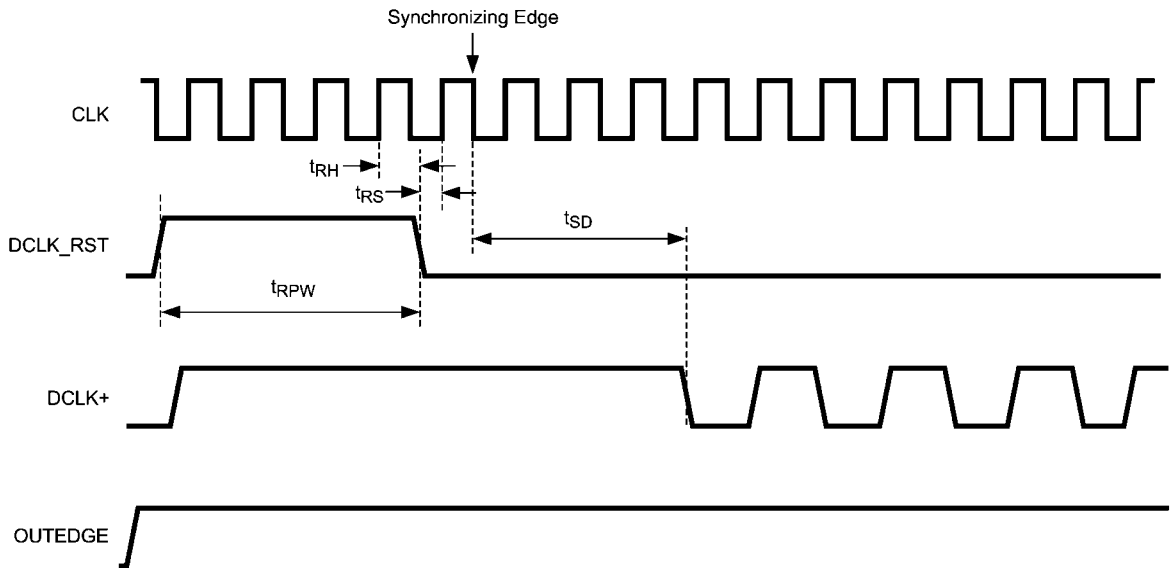 Synchronizing Edge
CLK
tRH
tRS
DCLK_RST
tSD
tRPW
DCLK+
OUTEDGE